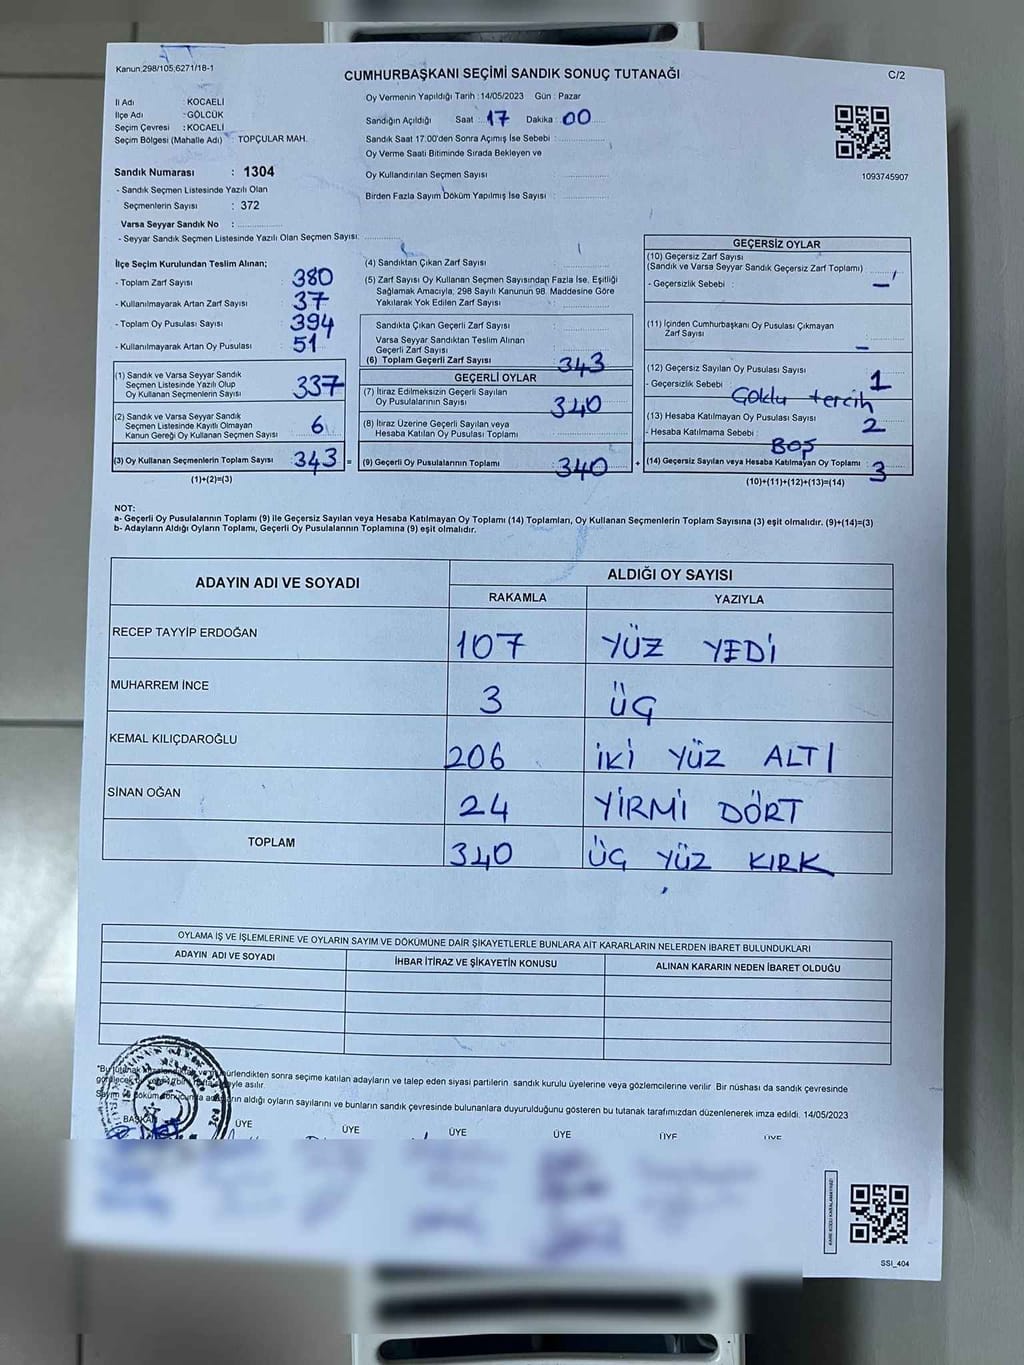 Kanun,298/105,6271/18-1
CUMHURBAŞKANI SEÇİMİ SANDIK SONUÇ TUTANAĞI
C/2
İl Adı : KOCAELİ
İlçe Adı : GÖLCÜK
Seçim Çevresi : KOCAELİ
Seçim Bölgesi (Mahalle Adı) : TOPÇULAR MAH.
Sandık Numarası : 1304
- Sandık Seçmen Listesinde Yazılı Olan
Seçmenlerin Sayısı : 372
Varsa Seyyar Sandık No :
- Seyyar Sandık Seçmen Listesinde Yazılı Olan Seçmen Sayısı:
Oy Vermenin Yapıldığı Tarih : 14/05/2023 Gün : Pazar
Sandığın Açıldığı Saat : 17 Dakika : 00
Sandık Saat 17.00'den Sonra Açımış İse Sebebi :
Oy Verme Saati Bitiminde Sırada Bekleyen ve
Oy Kullandırılan Seçmen Sayısı
Birden Fazla Sayım Döküm Yapılmış İse Sayısı :
1093745907
İlçe Seçim Kurulundan Teslim Alınan;
- Toplam Zarf Sayısı : 380
- Kullanılmayarak Artan Zarf Sayısı : 37
- Toplam Oy Pusulası Sayısı : 394
- Kullanılmayarak Artan Oy Pusulası : 51
(1) Sandık ve Varsa Seyyar Sandık
Seçmen Listesinde Yazılı Olup
Oy Kullanan Seçmenlerin Sayısı : 337
(2) Sandık ve Varsa Seyyar Sandık
Seçmen Listesinde Kayıtlı Olmayan
Kanun Gereği Oy Kullanan Seçmen Sayısı : 6
(3) Oy Kullanan Seçmenlerin Toplam Sayısı : 343 =
(1)+(2)=(3)
(4) Sandıktan Çıkan Zarf Sayısı
(5) Zarf Sayısı Oy Kullanan Seçmen Sayısından Fazla İse, Eşitliği
Sağlamak Amacıyla, 298 Sayılı Kanunun 98. Maddesine Göre
Yakılarak Yok Edilen Zarf Sayısı
Sandıkta Çıkan Geçerli Zarf Sayısı
Varsa Seyyar Sandıktan Teslim Alınan
Geçerli Zarf Sayısı
(6) Toplam Geçerli Zarf Sayısı 343
GEÇERLİ OYLAR
(7) İtiraz Edilmeksizin Geçerli Sayılan
Oy Pusulalarının Sayısı 340
(8) İtiraz Üzerine Geçerli Sayılan veya
Hesaba Katılan Oy Pusulası Toplamı
(9) Geçerli Oy Pusulalarının Toplamı 340 +
GEÇERSİZ OYLAR
(10) Geçersiz Zarf Sayısı
(Sandık ve Varsa Seyyar Sandık Geçersiz Zarf Toplamı) –
- Geçersizlik Sebebi :
(11) İçinden Cumhurbaşkanı Oy Pusulası Çıkmayan
Zarf Sayısı –
(12) Geçersiz Sayılan Oy Pusulası Sayısı 1
- Geçersizlik Sebebi Çoklu tercih
(13) Hesaba Katılmayan Oy Pusulası Sayısı 2
- Hesaba Katılmama Sebebi : BOŞ
(14) Geçersiz Sayılan veya Hesaba Katılmayan Oy Toplamı : 3
(10)+(11)+(12)+(13)=(14)
NOT:
a- Geçerli Oy Pusulalarının Toplamı (9) ile Geçersiz Sayılan veya Hesaba Katılmayan Oy Toplamı (14) Toplamları, Oy Kullanan Seçmenlerin Toplam Sayısına (3) eşit olmalıdır. (9)+(14)=(3)
b- Adayların Aldığı Oyların Toplamı, Geçerli Oy Pusulalarının Toplamına (9) eşit olmalıdır.
ADAYIN ADI VE SOYADI
ALDIĞI OY SAYISI
RAKAMLA YAZIYLA
RECEP TAYYİP ERDOĞAN 107 YÜZ YEDİ
MUHARREM İNCE 3 ÜÇ
KEMAL KILIÇDAROĞLU 206 İKİ YÜZ ALTI
SİNAN OĞAN 24 YİRMİ DÖRT
TOPLAM 340 ÜÇ YÜZ KIRK
OYLAMA İŞ VE İŞLEMLERİNE VE OYLARIN SAYIM VE DÖKÜMÜNE DAİR ŞİKAYETLERLE BUNLARA AİT KARARLARIN NELERDEN İBARET BULUNDUKLARI
ADAYIN ADI VE SOYADI İHBAR İTİRAZ VE ŞİKAYETİN KONUSU ALINAN KARARIN NEDEN İBARET OLDUĞU
"Bu tutanak sonra seçime katılan adayların ve talep eden siyasi partilerin sandık kurulu üyelerine veya gözlemcilerine verilir. Bir nüshası da sandık çevresinde
asılır.
Sayım döküm aldığı oyların sayılarını ve bunların sandık çevresinde bulunanlara duyurulduğunu gösteren bu tutanak tarafımızdan düzenlenerek imza edildi. 14/05/2023
BAŞKAN ÜYE ÜYE ÜYE ÜYE ÜYE ÜYE
KARE KODU KARALAMAYINIZ!
SSI_404